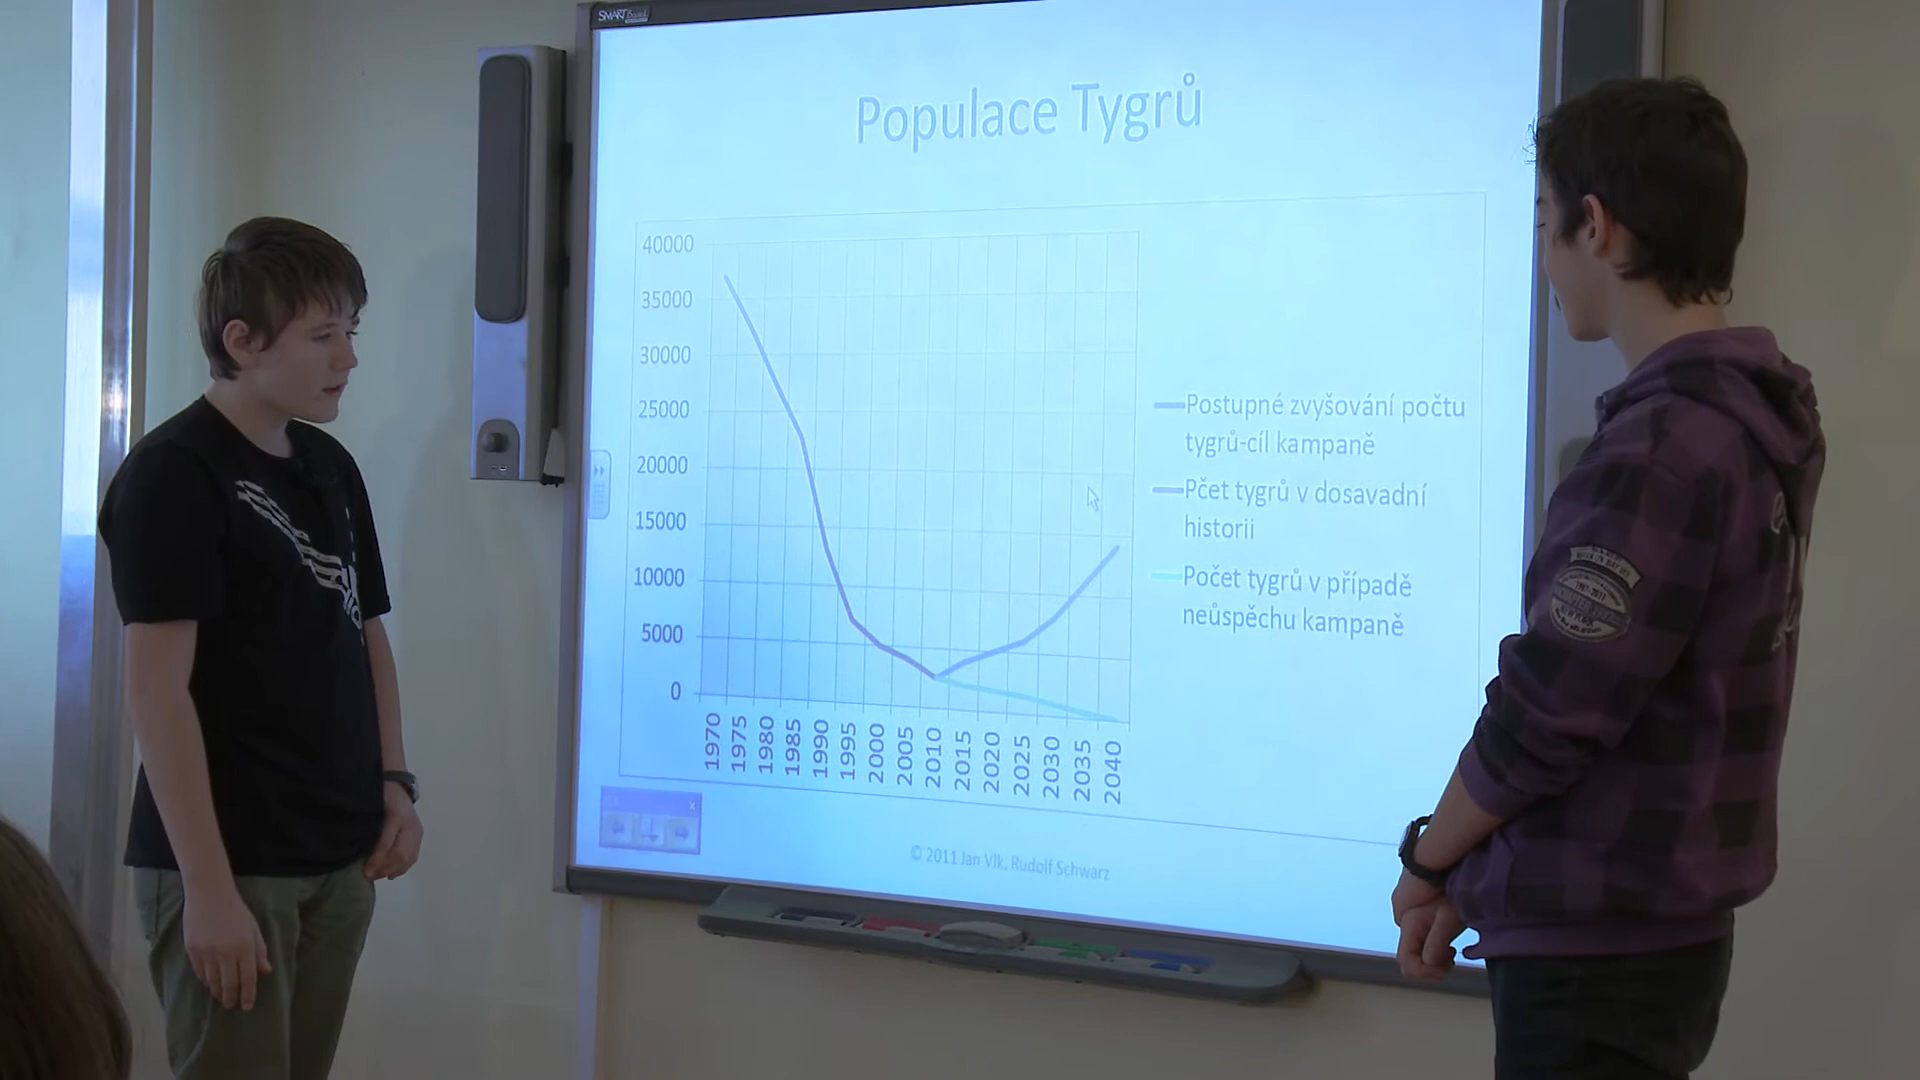 SMART Board
Populace Tygrů
40000
35000
30000
25000
20000
15000
10000
5000
0
1970
1975
1980
1985
1990
1995
2000
2005
2010
2015
2020
2025
2030
2035
2040
Postupné zvyšování počtu
tygrů-cíl kampaně
Pčet tygrů v dosavadní
historii
Počet tygrů v případě
neůspěchu kampaně
© 2011 Jan Vlk, Rudolf Schwarz